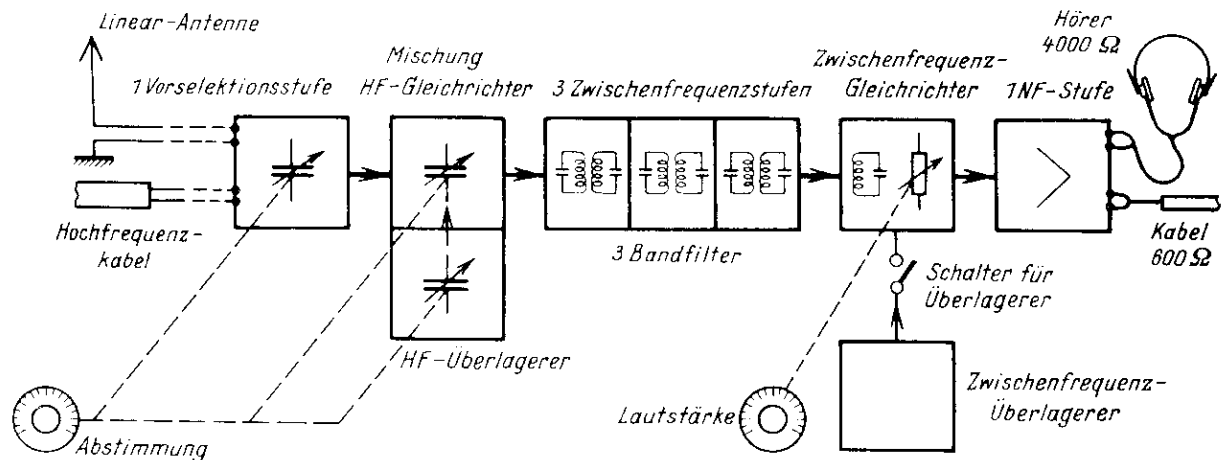 Linear-Antenne
1 Vorselektionsstufe
Mischung
HF-Gleichrichter
3 Zwischenfrequenzstufen
Zwischenfrequenz-
Gleichrichter
1 NF-Stufe
Hörer
4000 Ω
Hochfrequenz-
kabel
3 Bandfilter
Kabel
600 Ω
Schalter für
Überlagerer
HF-Überlagerer
Zwischenfrequenz-
Überlagerer
Lautstärke
Abstimmung